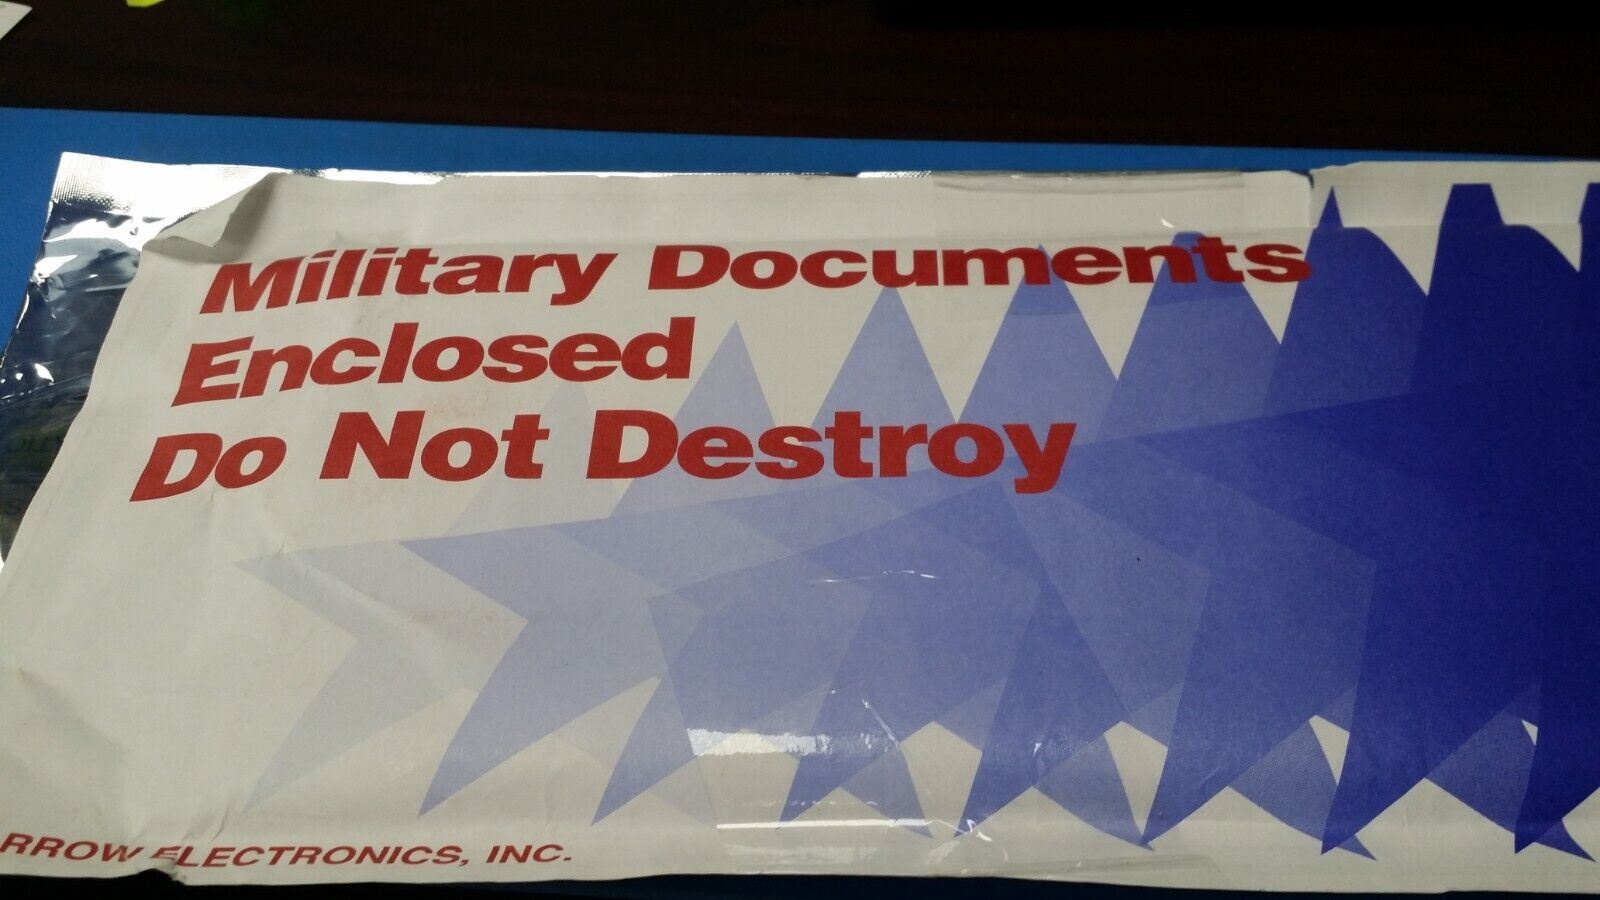 Military Documents
Enclosed
Do Not Destroy
RROW ELECTRONICS, INC.